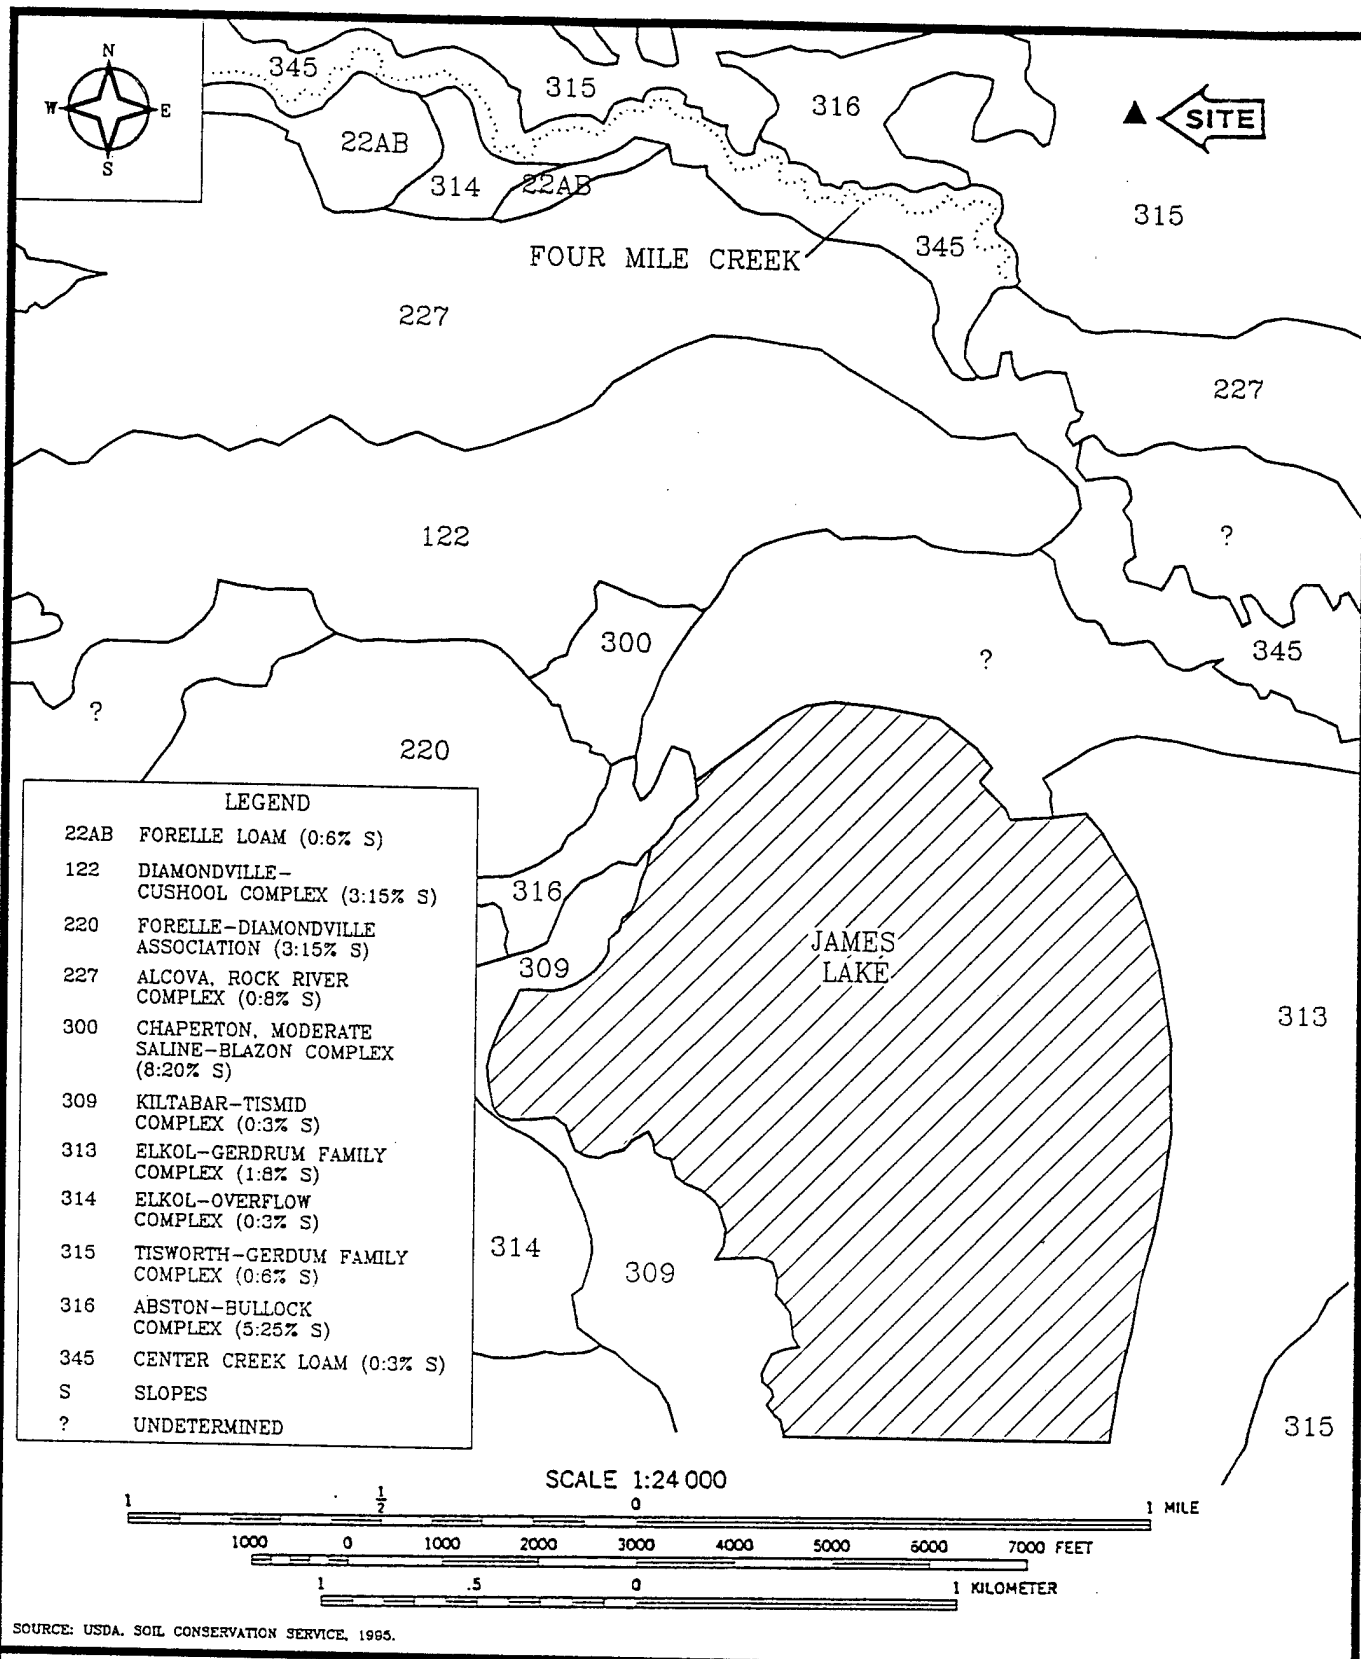 N
W E
S
345
315
316
SITE
22AB
314
22AB
315
345
FOUR MILE CREEK
227
227
122
?
300
?
345
?
220
LEGEND
22AB FORELLE LOAM (0:6% S)
122 DIAMONDVILLE-
CUSHOOL COMPLEX (3:15% S)
220 FORELLE-DIAMONDVILLE
ASSOCIATION (3:15% S)
227 ALCOVA, ROCK RIVER
COMPLEX (0:8% S)
300 CHAPERTON, MODERATE
SALINE-BLAZON COMPLEX
(8:20% S)
309 KILTABAR-TISMID
COMPLEX (0:3% S)
313 ELKOL-GERDRUM FAMILY
COMPLEX (1:8% S)
314 ELKOL-OVERFLOW
COMPLEX (0:3% S)
315 TISWORTH-GERDUM FAMILY
COMPLEX (0:6% S)
316 ABSTON-BULLOCK
COMPLEX (5:25% S)
345 CENTER CREEK LOAM (0:3% S)
S SLOPES
? UNDETERMINED
316
309
JAMES
LAKE
313
314
309
315
SCALE 1:24 000
1 1/2 0 1 MILE
1000 0 1000 2000 3000 4000 5000 6000 7000 FEET
1 .5 0 1 KILOMETER
SOURCE: USDA. SOIL CONSERVATION SERVICE, 1995.